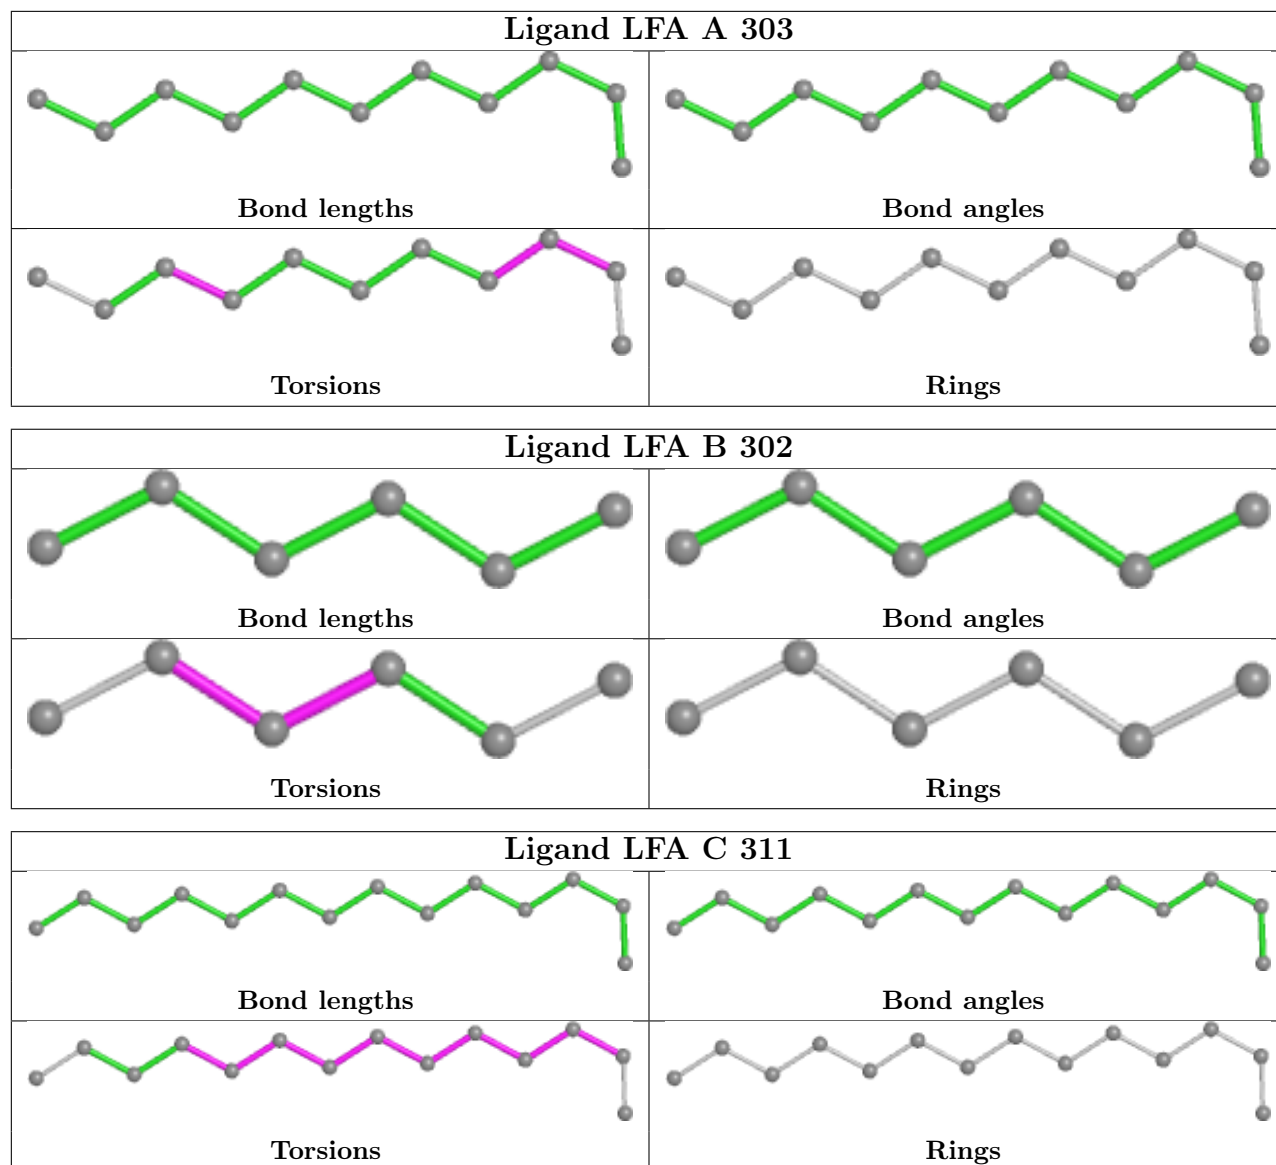 Ligand LFA A 303
Bond lengths Bond angles
Torsions Rings
Ligand LFA B 302
Bond lengths Bond angles
Torsions Rings
Ligand LFA C 311
Bond lengths Bond angles
Torsions Rings